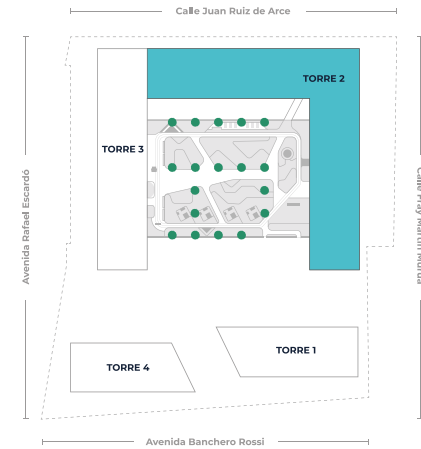 Calle Juan Ruiz de Arce
TORRE 2
TORRE 3
Avenida Rafael Escardó
Calle Fray Martín Murúa
TORRE 1
TORRE 4
Avenida Banchero Rossi